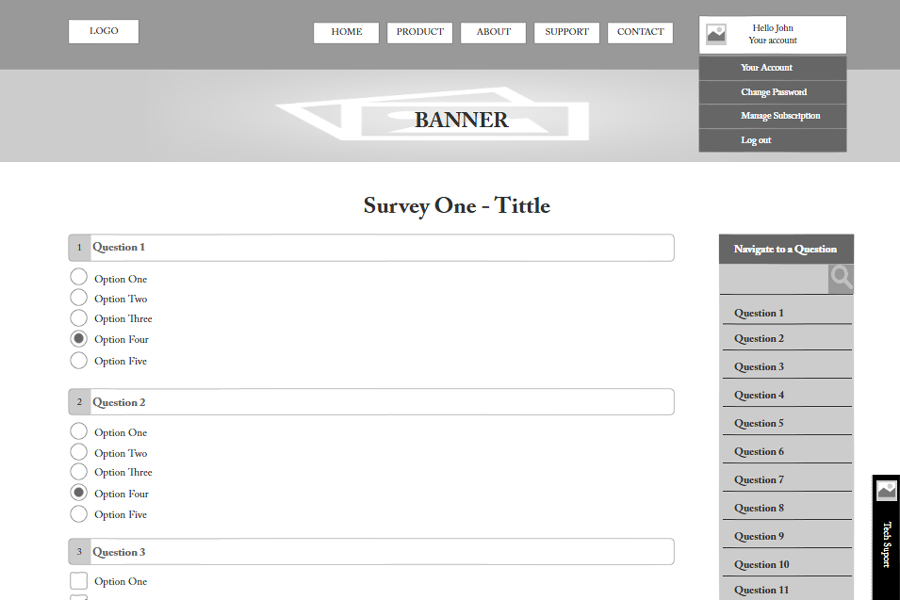 LOGO
HOME
PRODUCT
ABOUT
SUPPORT
CONTACT
Hello John
Your account
Your Account
Change Password
Manage Subscription
Log out
BANNER
Survey One - Tittle
1 Question 1
Option One
Option Two
Option Three
Option Four
Option Five
2 Question 2
Option One
Option Two
Option Three
Option Four
Option Five
3 Question 3
Option One
Navigate to a Question
Question 1
Question 2
Question 3
Question 4
Question 5
Question 6
Question 7
Question 8
Question 9
Question 10
Question 11
Tech Suport